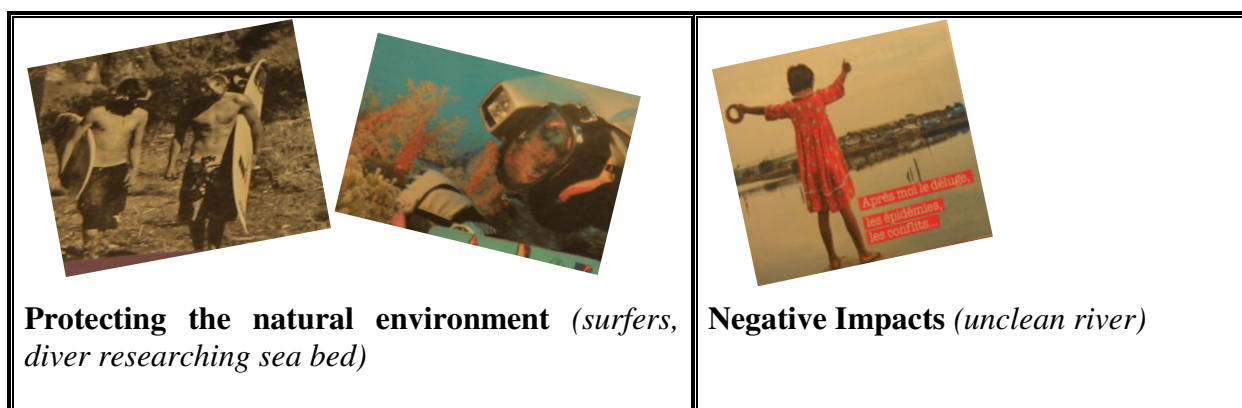 Protecting the natural environment (surfers,
diver researching sea bed)
Après moi le déluge,
les épidémies,
les conflits...
Negative Impacts (unclean river)